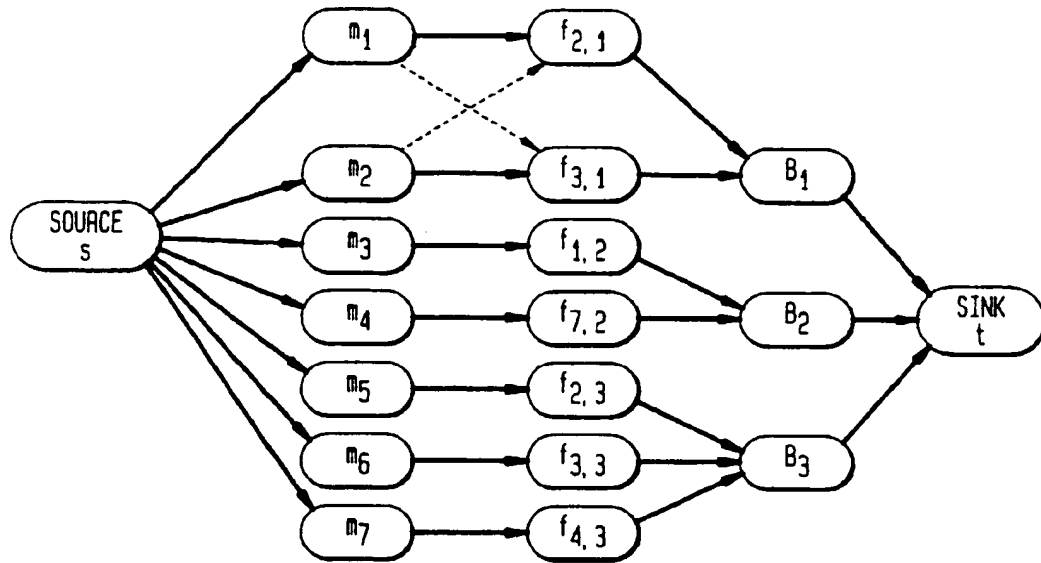 m1
f2, 1
m2
f3, 1
B1
SOURCE
s
m3
f1, 2
m4
f7, 2
B2
SINK
t
m5
f2, 3
m6
f3, 3
B3
m7
f4, 3